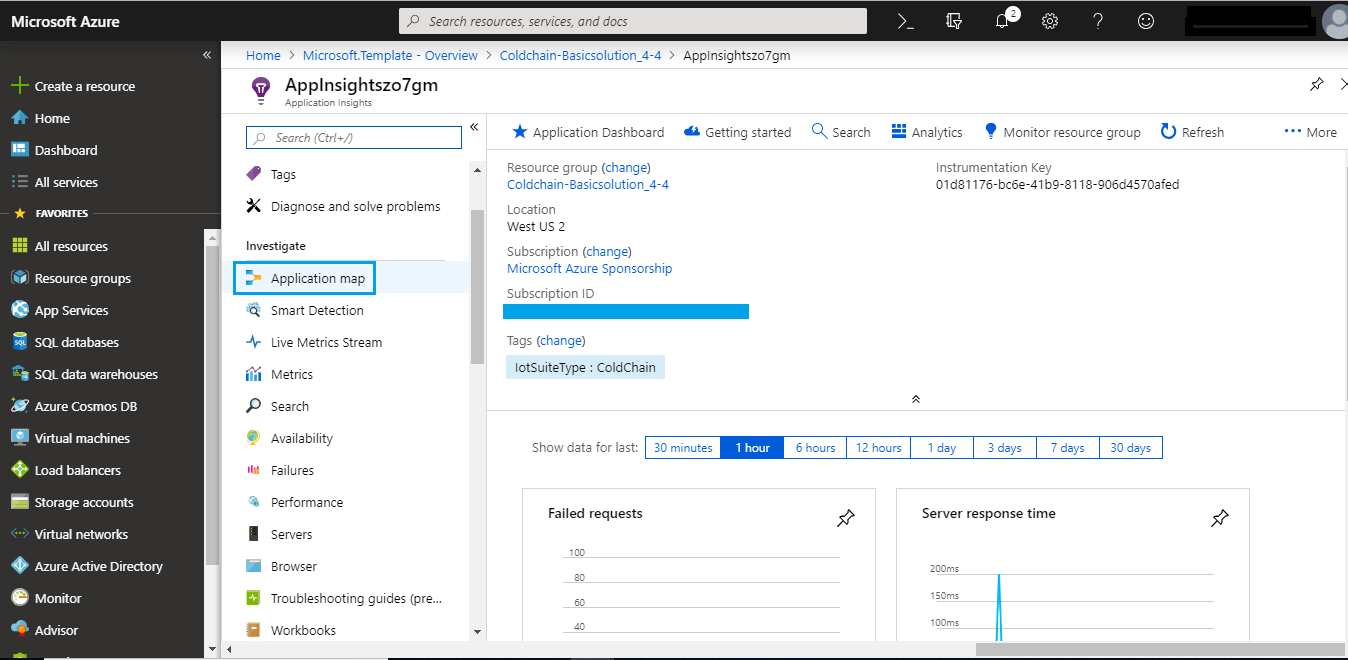 Microsoft Azure
Search resources, services, and docs
2
«
Create a resource
Home
Dashboard
All services
FAVORITES
All resources
Resource groups
App Services
SQL databases
SQL data warehouses
Azure Cosmos DB
Virtual machines
Load balancers
Storage accounts
Virtual networks
Azure Active Directory
Monitor
Advisor
Home > Microsoft.Template - Overview > Coldchain-Basicsolution_4-4 > AppInsightszo7gm
AppInsightszo7gm
Application Insights
Search (Ctrl+/)
«
Tags
Diagnose and solve problems
Investigate
Application map
Smart Detection
Live Metrics Stream
Metrics
Search
Availability
Failures
Performance
Servers
Browser
Troubleshooting guides (pre...
Workbooks
Application Dashboard Getting started Search Analytics Monitor resource group Refresh ... More
Resource group (change)
Coldchain-Basicsolution_4-4
Location
West US 2
Subscription (change)
Microsoft Azure Sponsorship
Subscription ID
Tags (change)
IotSuiteType : ColdChain
Instrumentation Key
01d81176-bc6e-41b9-8118-906d4570afed
Show data for last: 30 minutes 1 hour 6 hours 12 hours 1 day 3 days 7 days 30 days
Failed requests
100
80
60
40
Server response time
200ms
150ms
100ms